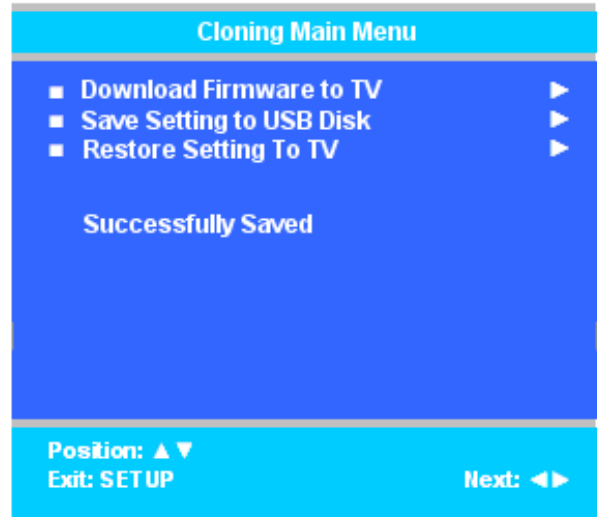 Cloning Main Menu
■ Download Firmware to TV ▶
■ Save Setting to USB Disk ▶
■ Restore Setting To TV ▶
Successfully Saved
Position: ▲▼
Exit: SETUP Next: ◀▶